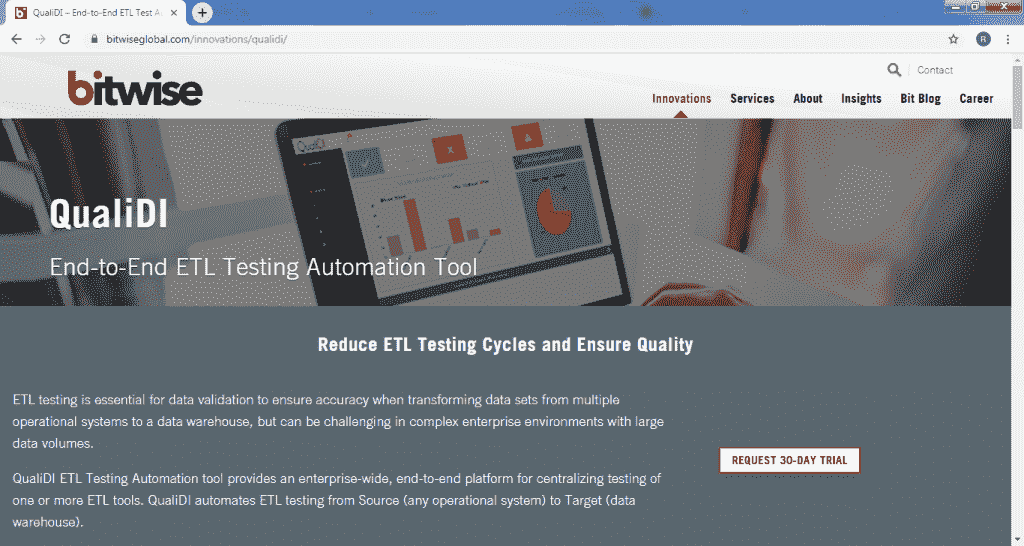 QualiDI – End-to-End ETL Test A
bitwiseglobal.com/innovations/qualidi/
R
Contact
bitwise
Innovations Services About Insights Bit Blog Career
QualiDI
QualiDI
End-to-End ETL Testing Automation Tool
Reduce ETL Testing Cycles and Ensure Quality
ETL testing is essential for data validation to ensure accuracy when transforming data sets from multiple
operational systems to a data warehouse, but can be challenging in complex enterprise environments with large
data volumes.
REQUEST 30-DAY TRIAL
QualiDI ETL Testing Automation tool provides an enterprise-wide, end-to-end platform for centralizing testing of
one or more ETL tools. QualiDI automates ETL testing from Source (any operational system) to Target (data
warehouse).